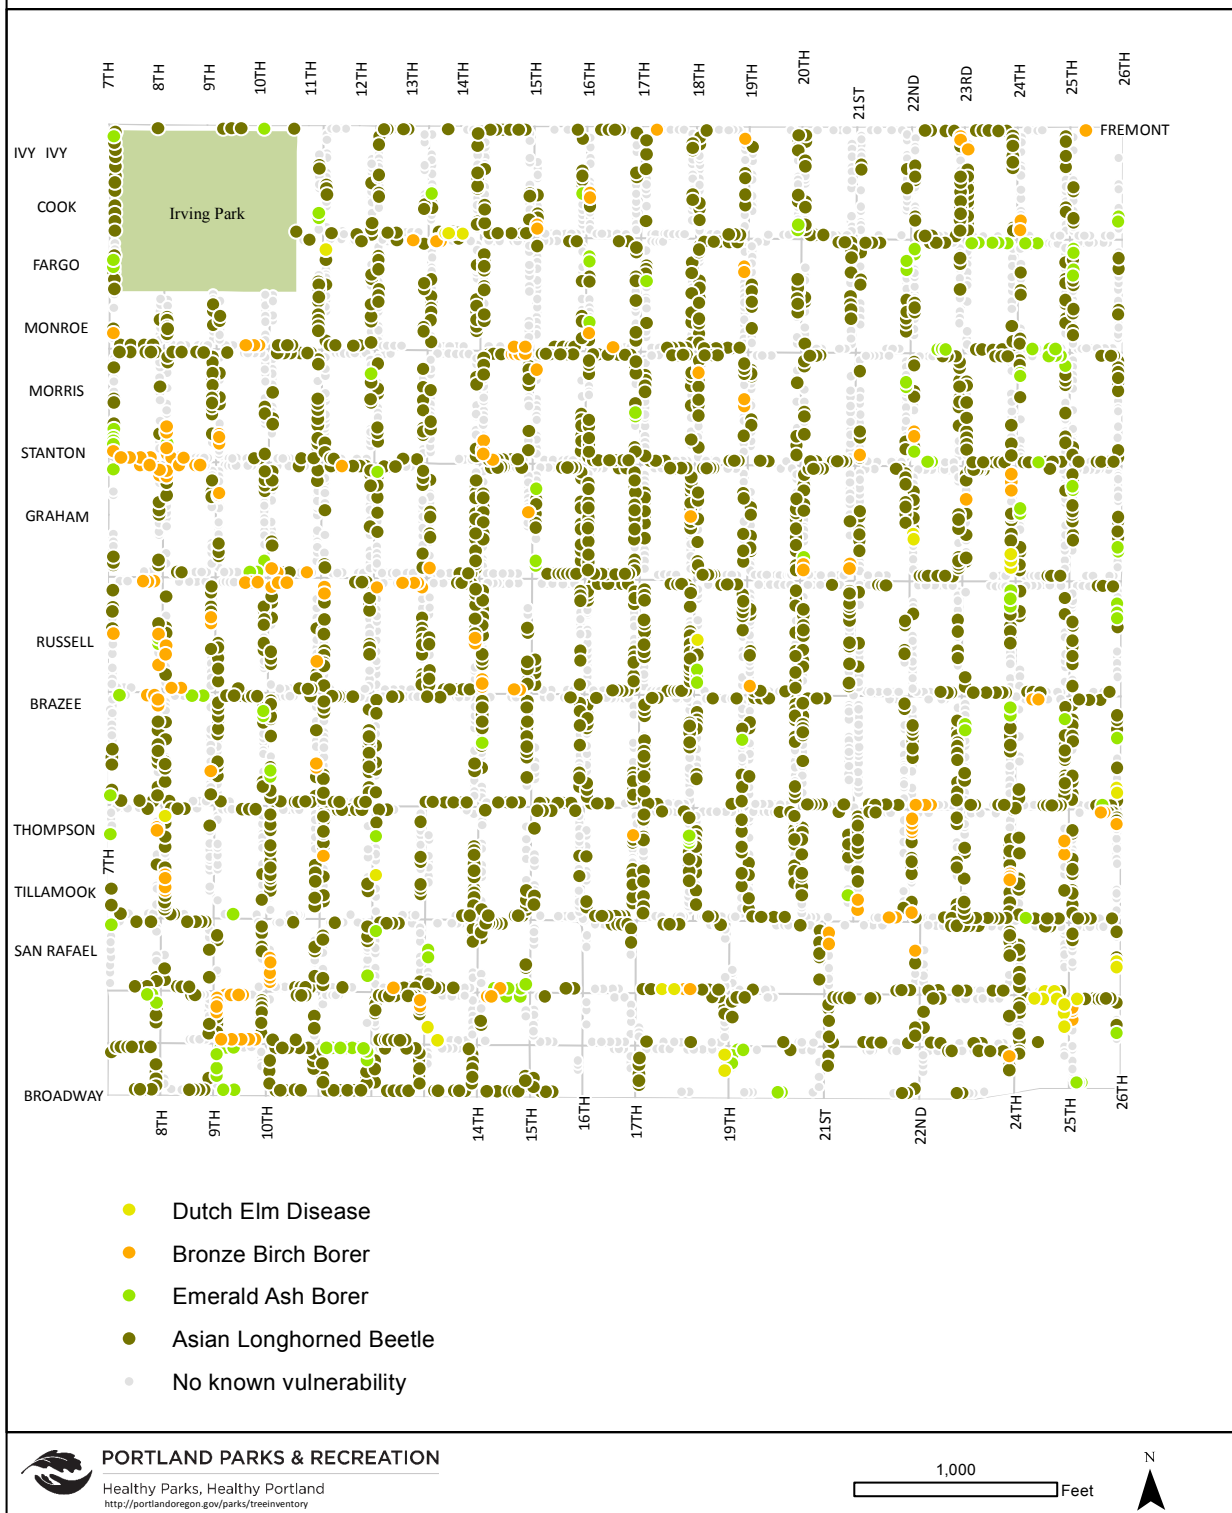 7TH 8TH 9TH 10TH 11TH 12TH 13TH 14TH 15TH 16TH 17TH 18TH 19TH 20TH 21ST 22ND 23RD 24TH 25TH 26TH
FREMONT
IVY IVY
Irving Park
COOK
FARGO
MONROE
MORRIS
STANTON
GRAHAM
RUSSELL
BRAZEE
THOMPSON
7TH
TILLAMOOK
SAN RAFAEL
BROADWAY
8TH 9TH 10TH 14TH 15TH 16TH 17TH 19TH 21ST 22ND 24TH 25TH 26TH
Dutch Elm Disease
Bronze Birch Borer
Emerald Ash Borer
Asian Longhorned Beetle
No known vulnerability
PORTLAND PARKS & RECREATION
Healthy Parks, Healthy Portland
http://portlandoregon.gov/parks/treeinventory
1,000
Feet
N